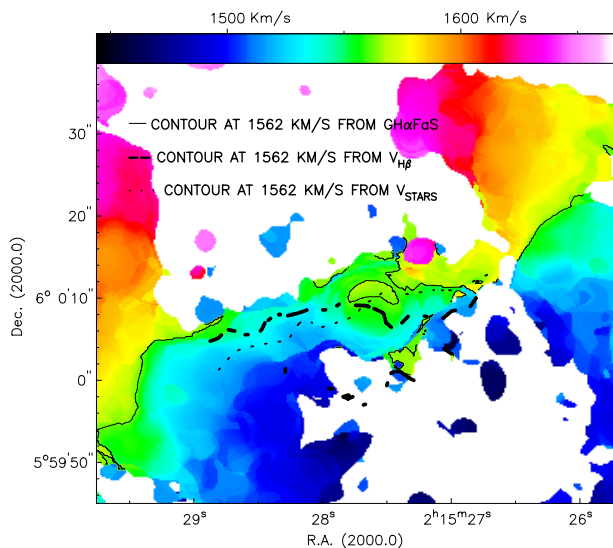 1500 Km/s 1600 Km/s
— CONTOUR AT 1562 KM/S FROM GHαFaS
-- CONTOUR AT 1562 KM/S FROM V_Hβ
·· CONTOUR AT 1562 KM/S FROM V_STARS
30"
20"
6° 0'10"
0"
5°59'50"
Dec. (2000.0)
29ˢ 28ˢ 2ʰ15ᵐ27ˢ 26ˢ
R.A. (2000.0)